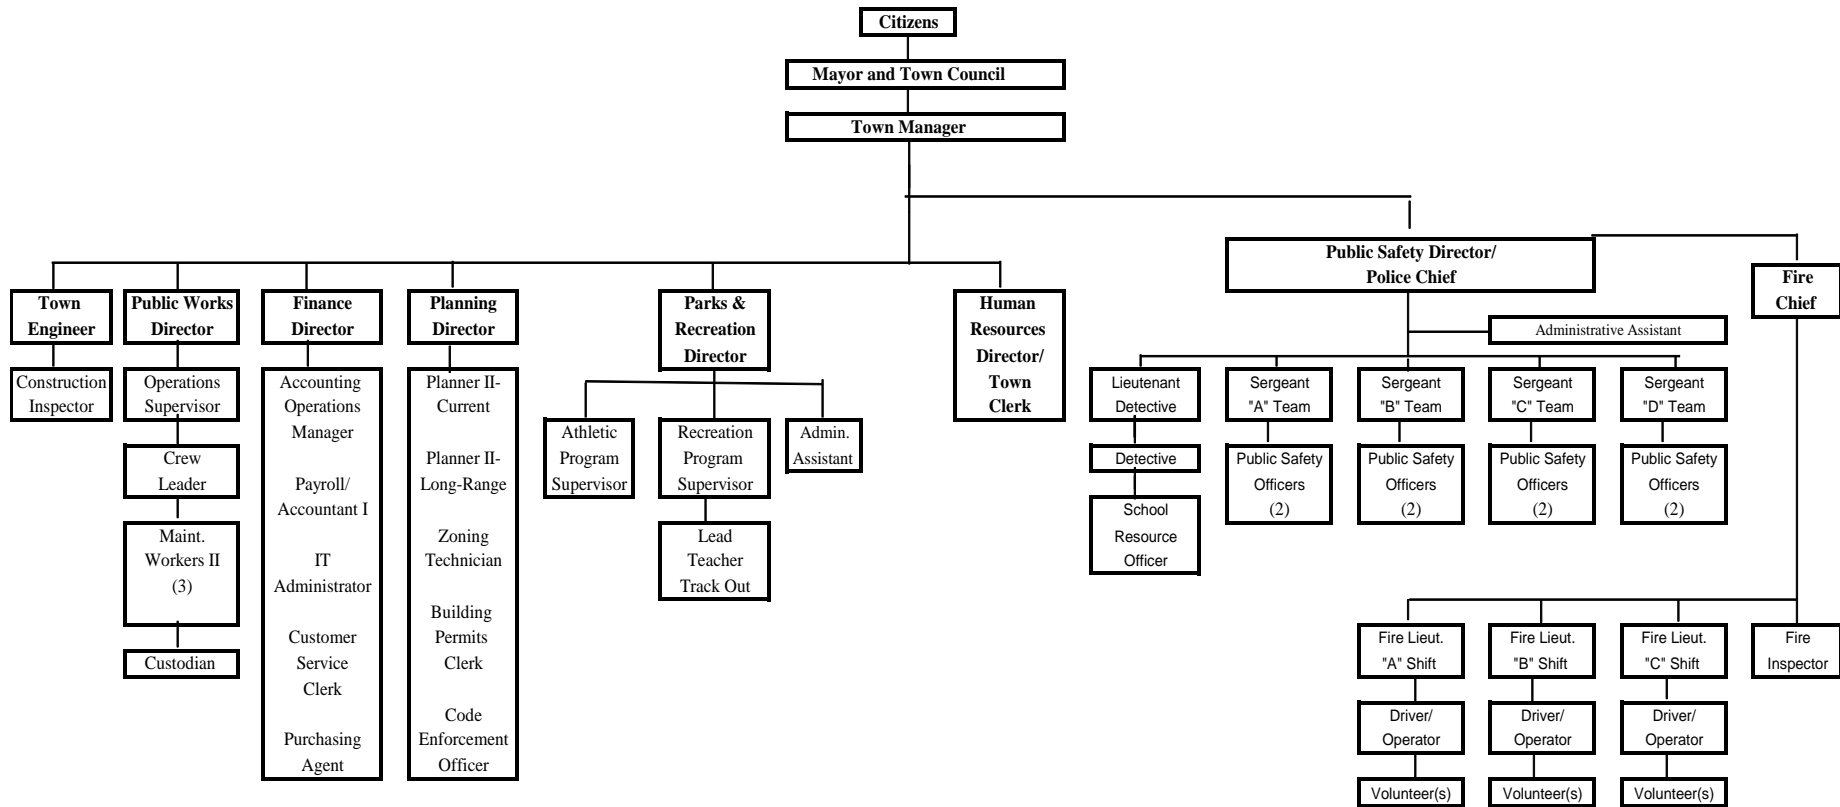 Citizens
Mayor and Town Council
Town Manager
Public Safety Director/
Police Chief
Fire
Chief
Town
Engineer
Public Works
Director
Finance
Director
Planning
Director
Parks &
Recreation
Director
Human
Resources
Director/
Town
Clerk
Administrative Assistant
Construction
Inspector
Operations
Supervisor
Crew
Leader
Maint.
Workers II
(3)
Custodian
Accounting
Operations
Manager
Payroll/
Accountant I
IT
Administrator
Customer
Service
Clerk
Purchasing
Agent
Planner II-
Current
Planner II-
Long-Range
Zoning
Technician
Building
Permits
Clerk
Code
Enforcement
Officer
Athletic
Program
Supervisor
Recreation
Program
Supervisor
Admin.
Assistant
Lead
Teacher
Track Out
Lieutenant
Detective
Detective
School
Resource
Officer
Sergeant
"A" Team
Public Safety
Officers
(2)
Sergeant
"B" Team
Public Safety
Officers
(2)
Sergeant
"C" Team
Public Safety
Officers
(2)
Sergeant
"D" Team
Public Safety
Officers
(2)
Fire Lieut.
"A" Shift
Driver/
Operator
Volunteer(s)
Fire Lieut.
"B" Shift
Driver/
Operator
Volunteer(s)
Fire Lieut.
"C" Shift
Driver/
Operator
Volunteer(s)
Fire
Inspector